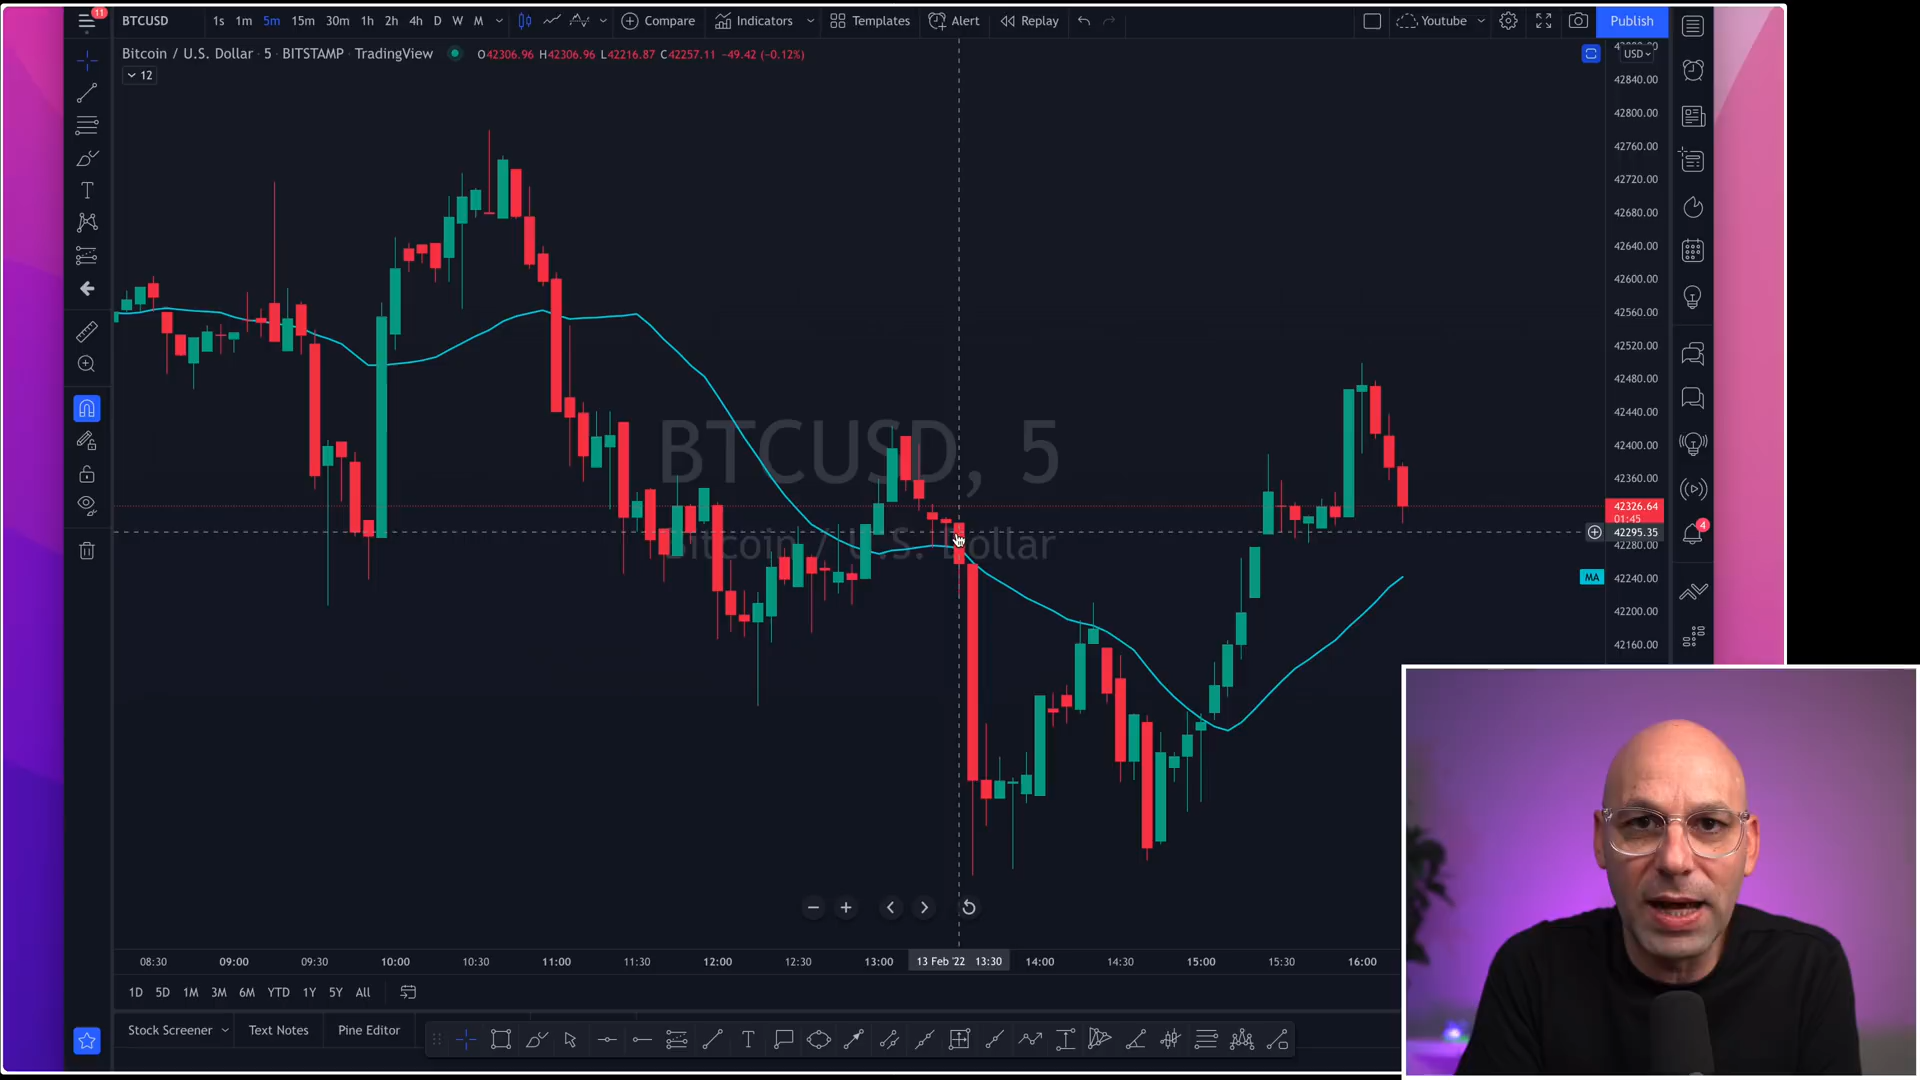 11
BTCUSD 1s 1m 5m 15m 30m 1h 2h 4h D W M Compare Indicators Templates Alert Replay Youtube Publish
Bitcoin / U.S. Dollar · 5 · BITSTAMP · TradingView O42306.96 H42306.96 L42216.87 C42257.11 −49.42 (−0.12%)
12
USD
42840.00
42800.00
42760.00
42720.00
42680.00
42640.00
42600.00
42560.00
42520.00
42480.00
42440.00
42400.00
42360.00
42326.64
01:45
42295.35
42280.00
MA
42240.00
42200.00
42160.00
4
BTCUSD, 5
Bitcoin / U.S. Dollar
08:30 09:00 09:30 10:00 10:30 11:00 11:30 12:00 12:30 13:00 13 Feb '22 13:30 14:00 14:30 15:00 15:30 16:00
1D 5D 1M 3M 6M YTD 1Y 5Y All
Stock Screener Text Notes Pine Editor